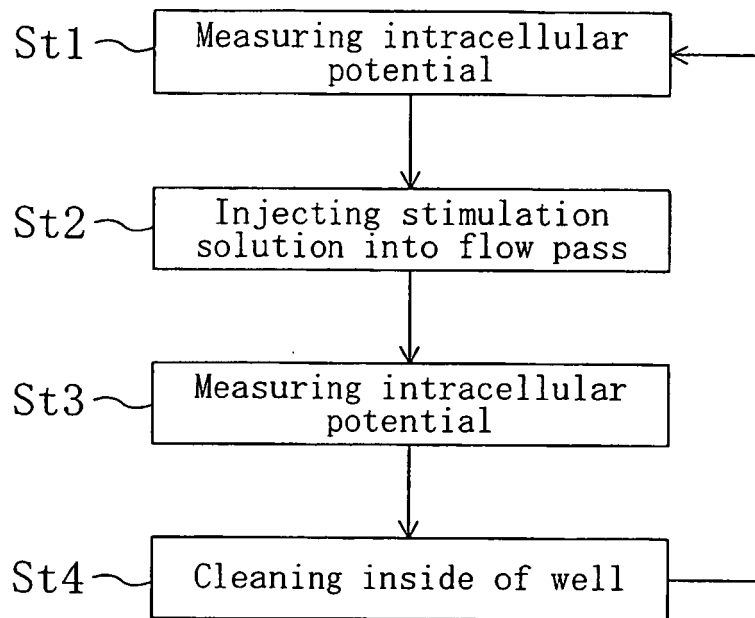 St1
Measuring intracellular
potential
St2
Injecting stimulation
solution into flow pass
St3
Measuring intracellular
potential
St4
Cleaning inside of well